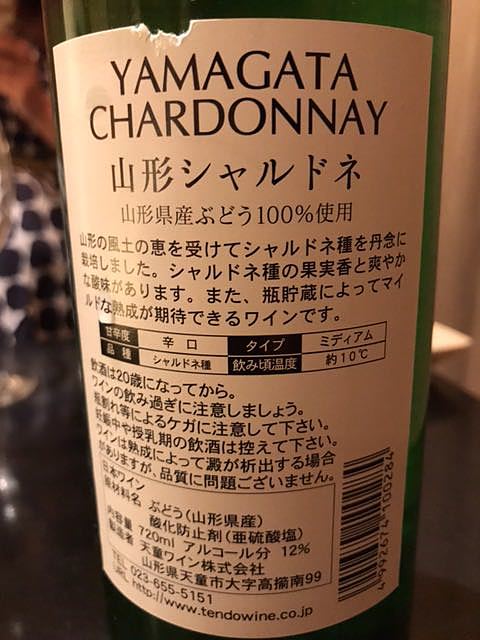 YAMAGATA
CHARDONNAY
山形シャルドネ
山形県産ぶどう100%使用
山形の風土の恵を受けてシャルドネ種を丹念に
栽培しました。シャルドネ種の果実香と爽やか
な酸味があります。また、瓶貯蔵によってマイ
ルドな熟成が期待できるワインです。
甘辛度 辛口 タイプ ミディアム
品種 シャルドネ種 飲み頃温度 約10℃
飲酒は20歳になってから。
ワインの飲み過ぎに注意しましょう。
瓶割れ等によるケガに注意して下さい。
妊娠中や授乳期の飲酒は控えて下さい。
ワインは熟成によって澱が析出する場合
がありますが、品質に問題ございません。
日本ワイン
原材料名 ぶどう(山形県産)
酸化防止剤(亜硫酸塩)
内容量 720ml アルコール分 12%
製造者 天童ワイン株式会社
山形県天童市大字高擶南99
TEL 023-655-5151
URL http://www.tendowine.co.jp
4992674100284